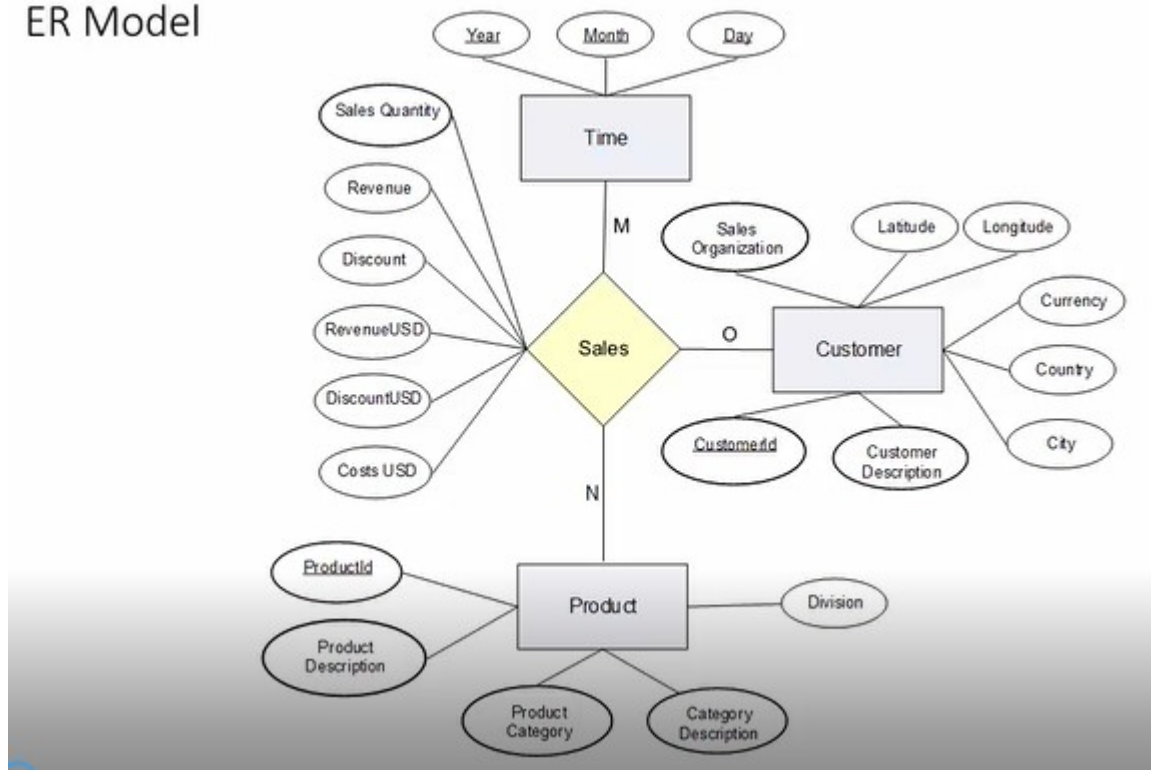 ER Model
Year
Month
Day
Sales Quantity
Time
Revenue
M
Sales
Organization
Latitude
Longitude
Discount
Currency
RevenueUSD
Sales
O
Customer
Country
DiscountUSD
CustomerId
Customer
Description
City
Costs USD
N
ProductId
Product
Division
Product
Description
Product
Category
Category
Description